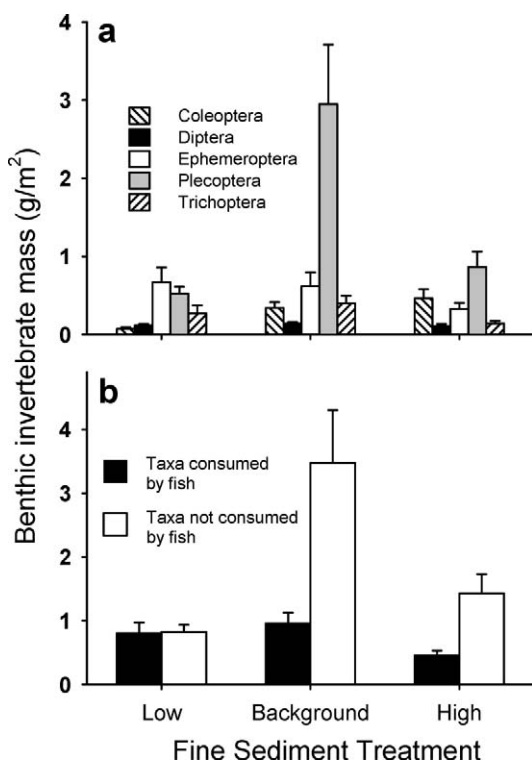 a
4
3
2
1
0
Coleoptera
Diptera
Ephemeroptera
Plecoptera
Trichoptera
Benthic invertebrate mass (g/m²)
b
4
3
2
1
0
Taxa consumed
by fish
Taxa not consumed
by fish
Low
Background
High
Fine Sediment Treatment